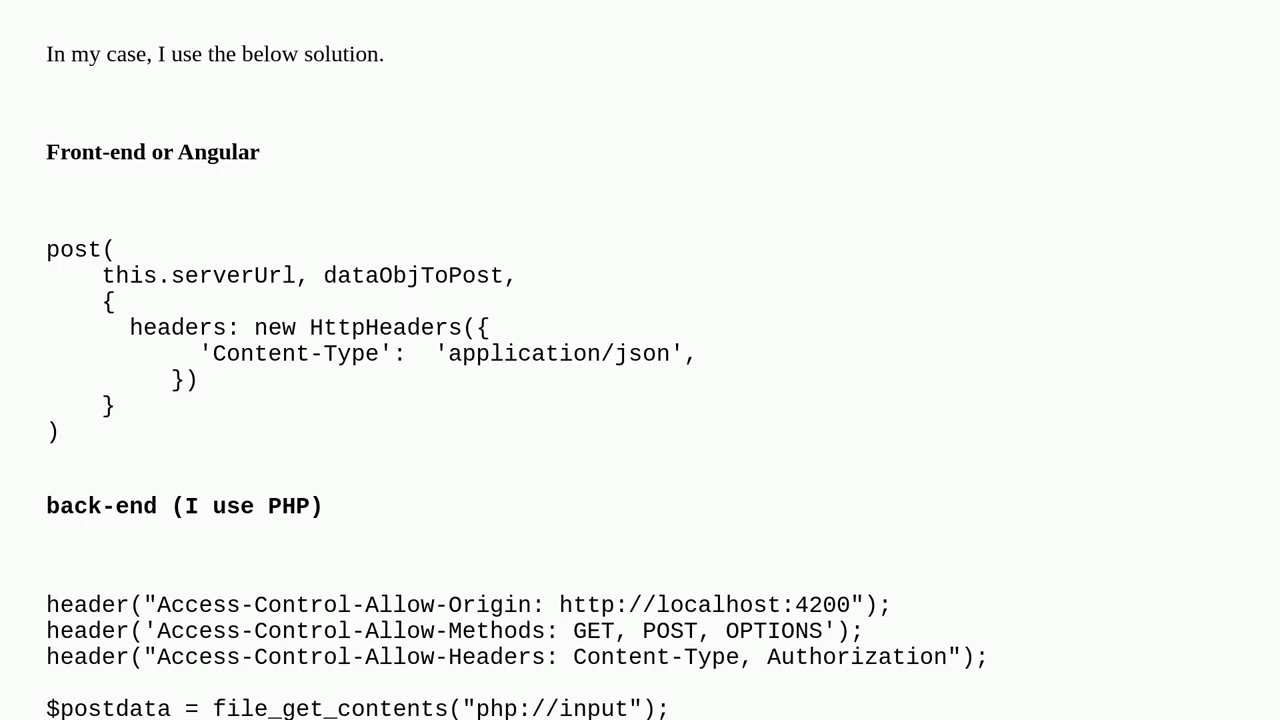 In my case, I use the below solution.
Front-end or Angular
post(
    this.serverUrl, dataObjToPost,
    {
      headers: new HttpHeaders({
           'Content-Type':  'application/json',
         })
    }
)
back-end (I use PHP)
header("Access-Control-Allow-Origin: http://localhost:4200");
header('Access-Control-Allow-Methods: GET, POST, OPTIONS');
header("Access-Control-Allow-Headers: Content-Type, Authorization");
$postdata = file_get_contents("php://input");